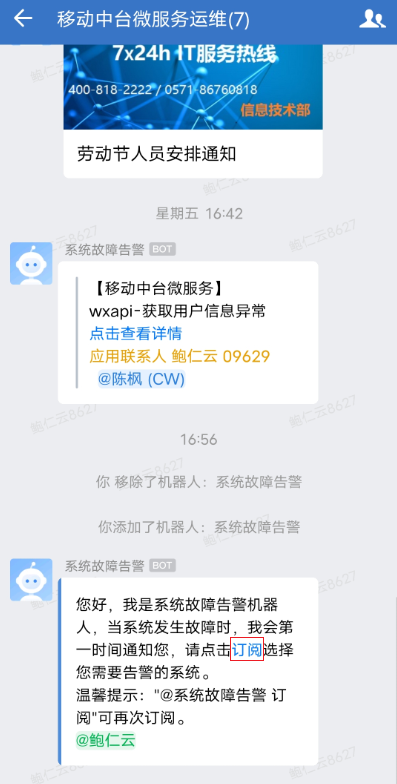 移动中台微服务运维(7)
7x24h IT服务热线
400-818-2222 / 0571-86760818
信息技术部
劳动节人员安排通知
星期五 16:42
系统故障告警 BOT
【移动中台微服务】
wxapi-获取用户信息异常
点击查看详情
应用联系人 鲍仁云 09629
@陈枫 (CW)
16:56
你 移除了机器人：系统故障告警
你添加了机器人：系统故障告警
系统故障告警 BOT
您好，我是系统故障告警机器
人，当系统发生故障时，我会第
一时间通知您，请点击订阅选择
您需要告警的系统。
温馨提示："@系统故障告警 订
阅"可再次订阅。
@鲍仁云
鲍仁云8627